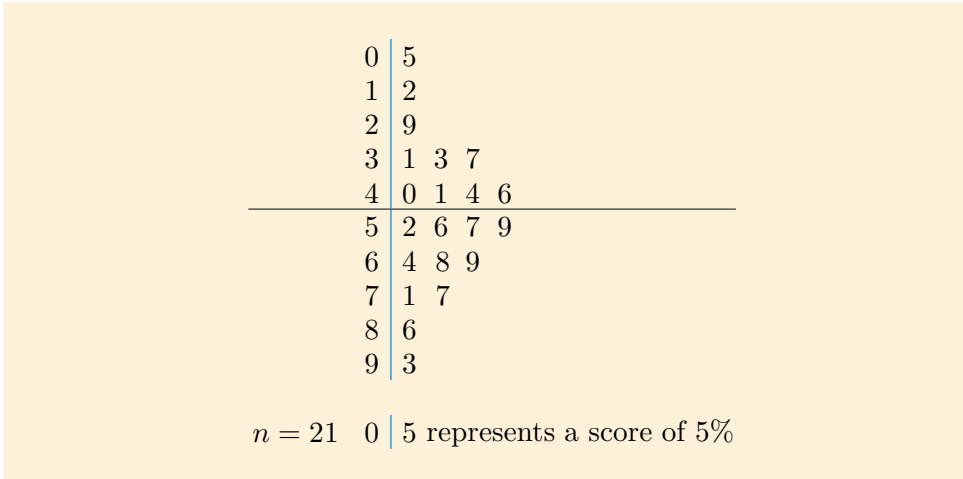 0 | 5
1 | 2
2 | 9
3 | 1 3 7
4 | 0 1 4 6
5 | 2 6 7 9
6 | 4 8 9
7 | 1 7
8 | 6
9 | 3
n = 21 0 | 5 represents a score of 5%